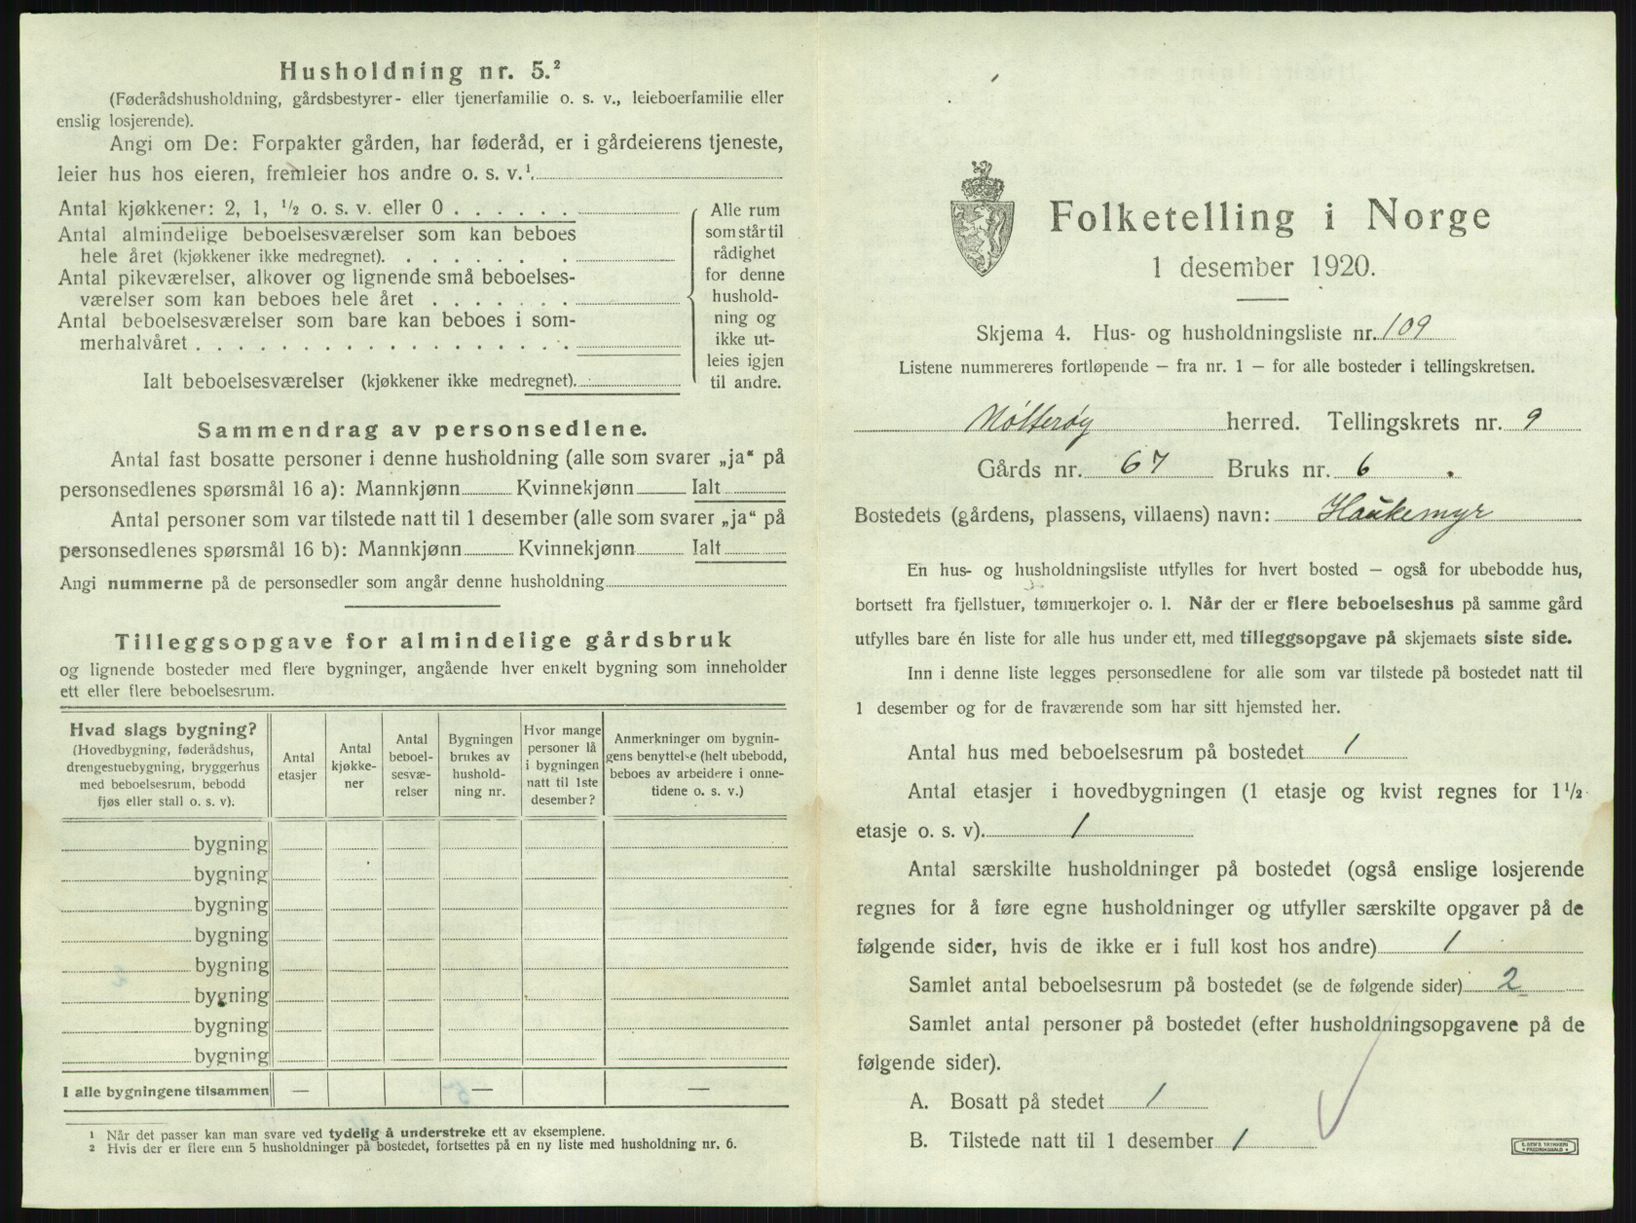 Husholdning nr. 5.²
(Føderådshusholdning, gårdsbestyrer- eller tjenerfamilie o. s. v., leieboerfamilie eller
enslig losjerende).
Angi om De: Forpakter gården, har føderåd, er i gårdeierens tjeneste,
leier hus hos eieren, fremleier hos andre o. s. v.¹
Antal kjøkkener: 2, 1, ½ o. s. v. eller 0
Antal almindelige beboelsesværelser som kan beboes
hele året (kjøkkener ikke medregnet).
Antal pikeværelser, alkover og lignende små beboelses-
værelser som kan beboes hele året
Antal beboelsesværelser som bare kan beboes i som-
merhalvåret
Ialt beboelsesværelser (kjøkkener ikke medregnet).
Alle rum
som står til
rådighet
for denne
hushold-
ning og
ikke ut-
leies igjen
til andre.
Sammendrag av personsedlene.
Antal fast bosatte personer i denne husholdning (alle som svarer „ja“ på
personsedlenes spørsmål 16 a): Mannkjønn Kvinnekjønn Ialt
Antal personer som var tilstede natt til 1 desember (alle som svarer „ja“ på
personsedlenes spørsmål 16 b): Mannkjønn Kvinnekjønn Ialt
Angi nummerne på de personsedler som angår denne husholdning
Tilleggsopgave for almindelige gårdsbruk
og lignende bosteder med flere bygninger, angående hver enkelt bygning som inneholder
ett eller flere beboelsesrum.
Hvad slags bygning?
(Hovedbygning, føderådshus,
drengestuebygning, bryggerhus
med beboelsesrum, bebodd
fjøs eller stall o. s. v).
Antal
etasjer
Antal
kjøkke-
ner
Antal
beboel-
sesvæ-
relser
Bygningen
brukes av
hushold-
ning nr.
Hvor mange
personer lå
i bygningen
natt til 1ste
desember?
Anmerkninger om bygnin-
gens benyttelse (helt ubebodd,
beboes av arbeidere i onne-
tidene o. s. v.)
bygning
bygning
bygning
bygning
bygning
bygning
bygning
bygning
I alle bygningene tilsammen — — —
¹ Når det passer kan man svare ved tydelig å understreke ett av eksemplene.
² Hvis der er flere enn 5 husholdninger på bostedet, fortsettes på en ny liste med husholdning nr. 6.
Folketelling i Norge
1 desember 1920.
Skjema 4. Hus- og husholdningsliste nr. 109
Listene nummereres fortløpende — fra nr. 1 — for alle bosteder i tellingskretsen.
Nøtterøy herred. Tellingskrets nr. 9
Gårds nr. 67 Bruks nr. 6
Bostedets (gårdens, plassens, villaens) navn: Haukemyr
En hus- og husholdningsliste utfylles for hvert bosted — også for ubebodde hus,
bortsett fra fjellstuer, tømmerkojer o. l. Når der er flere beboelseshus på samme gård
utfylles bare én liste for alle hus under ett, med tilleggsopgave på skjemaets siste side.
Inn i denne liste legges personsedlene for alle som var tilstede på bostedet natt til
1 desember og for de fraværende som har sitt hjemsted her.
Antal hus med beboelsesrum på bostedet 1
Antal etasjer i hovedbygningen (1 etasje og kvist regnes for 1½
etasje o. s. v). 1
Antal særskilte husholdninger på bostedet (også enslige losjerende
regnes for å føre egne husholdninger og utfyller særskilte opgaver på de
følgende sider, hvis de ikke er i full kost hos andre) 1
Samlet antal beboelsesrum på bostedet (se de følgende sider) 2
Samlet antal personer på bostedet (efter husholdningsopgavene på de
følgende sider).
A. Bosatt på stedet 1
B. Tilstede natt til 1 desember 1